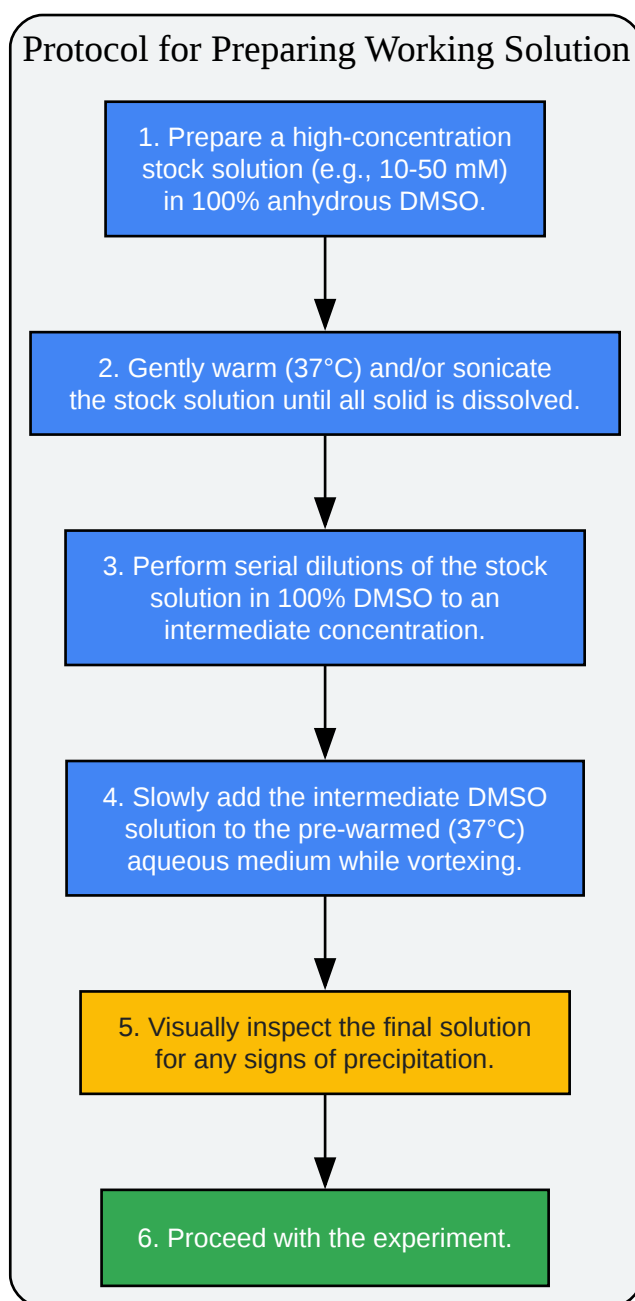 Protocol for Preparing Working Solution
1. Prepare a high-concentration
stock solution (e.g., 10-50 mM)
in 100% anhydrous DMSO.
2. Gently warm (37°C) and/or sonicate
the stock solution until all solid is dissolved.
3. Perform serial dilutions of the stock
solution in 100% DMSO to an
intermediate concentration.
4. Slowly add the intermediate DMSO
solution to the pre-warmed (37°C)
aqueous medium while vortexing.
5. Visually inspect the final solution
for any signs of precipitation.
6. Proceed with the experiment.